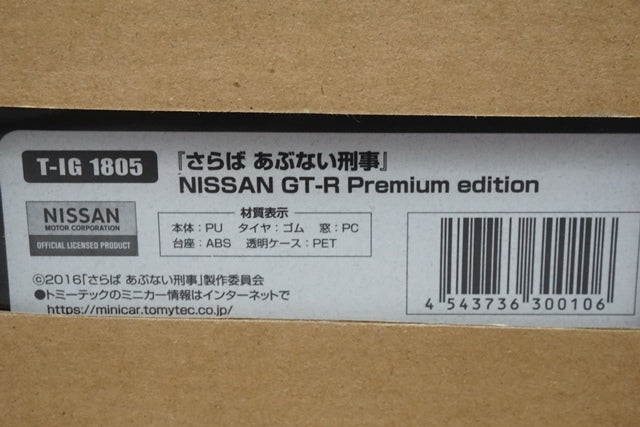 T-IG 1805
『さらば あぶない刑事』
NISSAN GT-R Premium edition
NISSAN
MOTOR CORPORATION
OFFICIAL LICENSED PRODUCT
材質表示
本体：PU タイヤ：ゴム 窓：PC
台座：ABS 透明ケース：PET
©2016「さらば あぶない刑事」製作委員会
●トミーテックのミニカー情報はインターネットで
https://minicar.tomytec.co.jp/
4 543736 300106